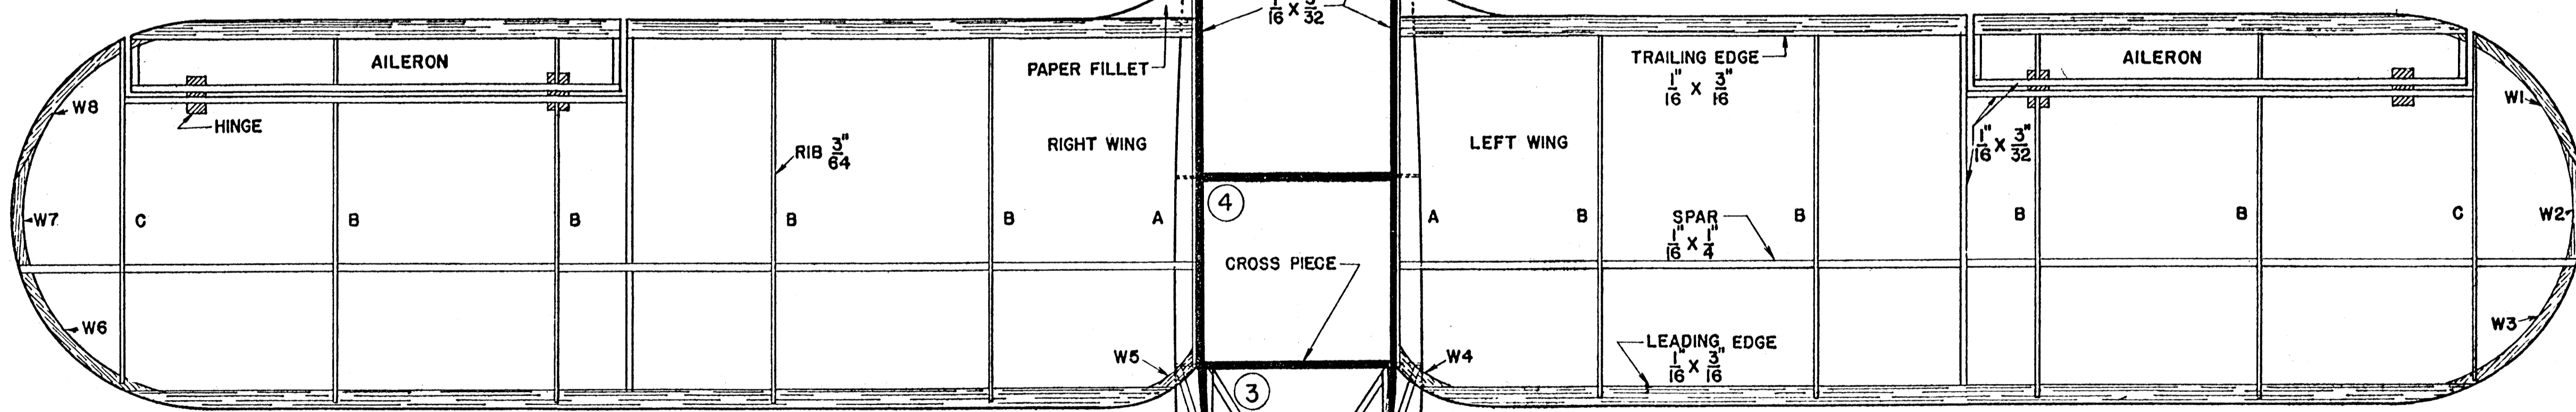 1/16 X 3/32
AILERON
PAPER FILLET
TRAILING EDGE
1/16" X 3/16"
AILERON
W8
HINGE
RIB 3/64"
RIGHT WING
LEFT WING
1/16" X 3/32"
W1
W7
C
B
B
B
B
A
4
A
B
SPAR
1/16" X 1/4"
B
B
B
C
W2
CROSS PIECE
W6
W5
W4
LEADING EDGE
1/16" X 3/16"
W3
3